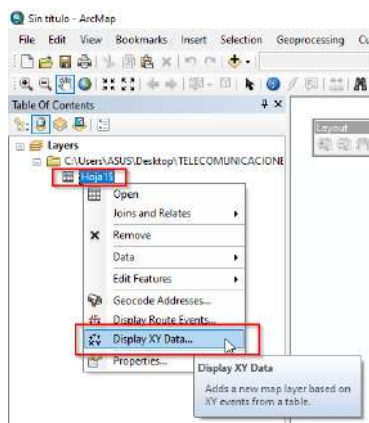 Sin título - ArcMap
File Edit View Bookmarks Insert Selection Geoprocessing Cu
Table Of Contents
Layout
Layers
C:\Users\ASUS\Desktop\TELECOMUNICACIONE
Hoja1$
Open
Joins and Relates
Remove
Data
Edit Features
Geocode Addresses...
Display Route Events...
Display XY Data...
Properties...
Display XY Data
Adds a new map layer based on
XY events from a table.